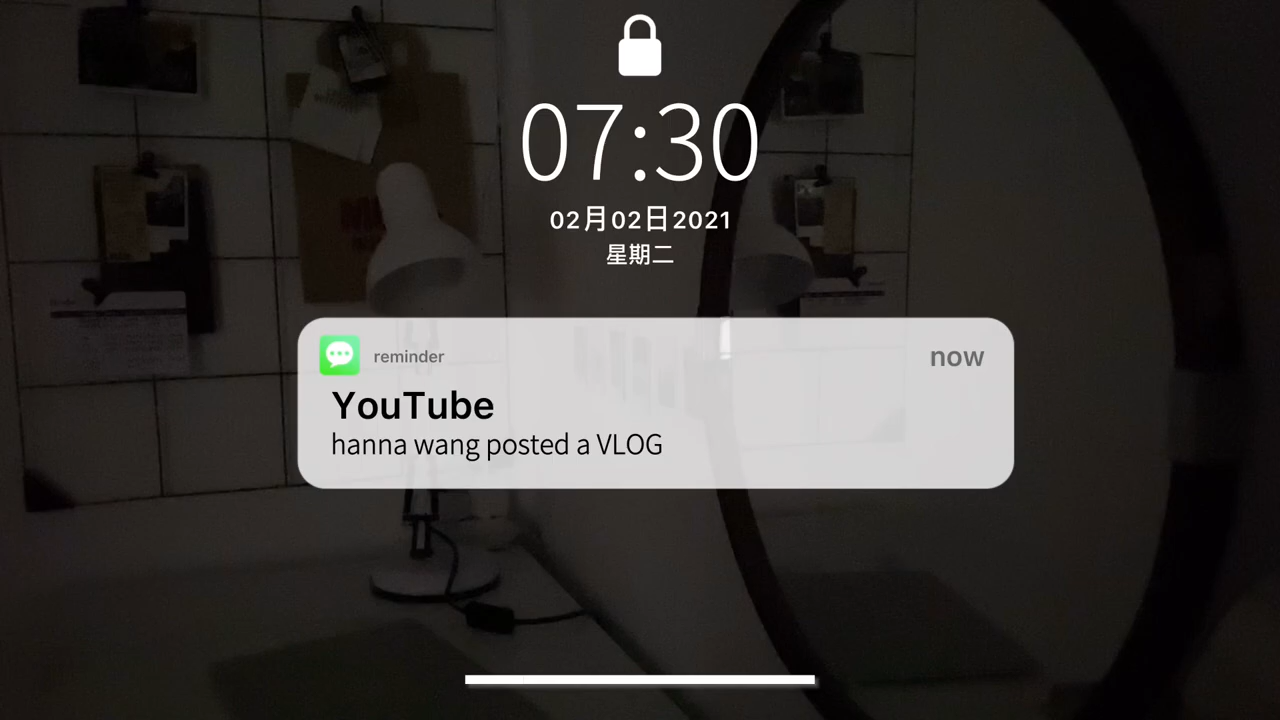 07:30
02月02日2021
星期二
reminder
now
YouTube
hanna wang posted a VLOG